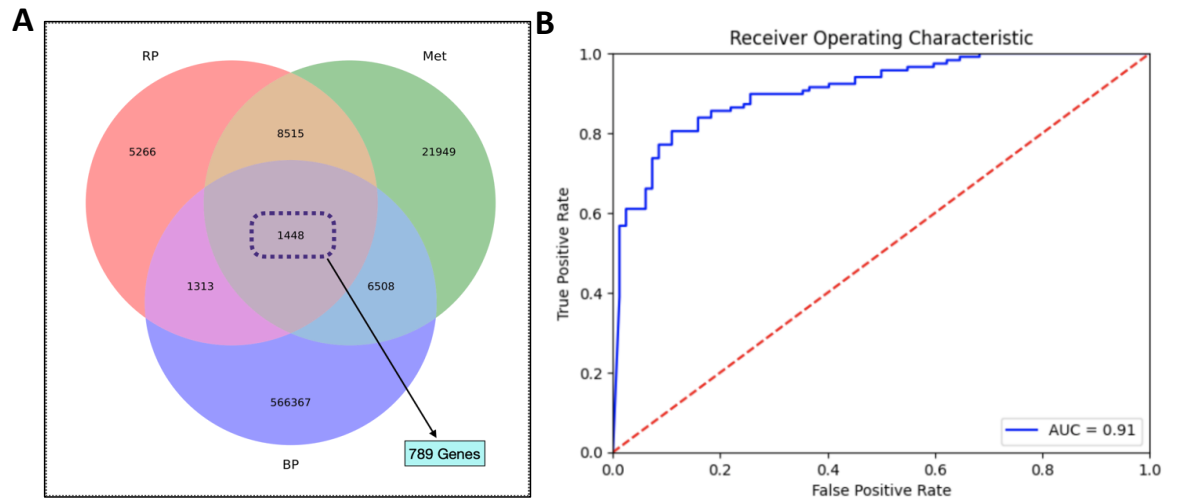 A
RP
Met
8515
5266
21949
1448
1313
6508
566367
789 Genes
BP
B
Receiver Operating Characteristic
1.0
0.8
0.6
0.4
0.2
0.0
True Positive Rate
0.0 0.2 0.4 0.6 0.8 1.0
False Positive Rate
AUC = 0.91